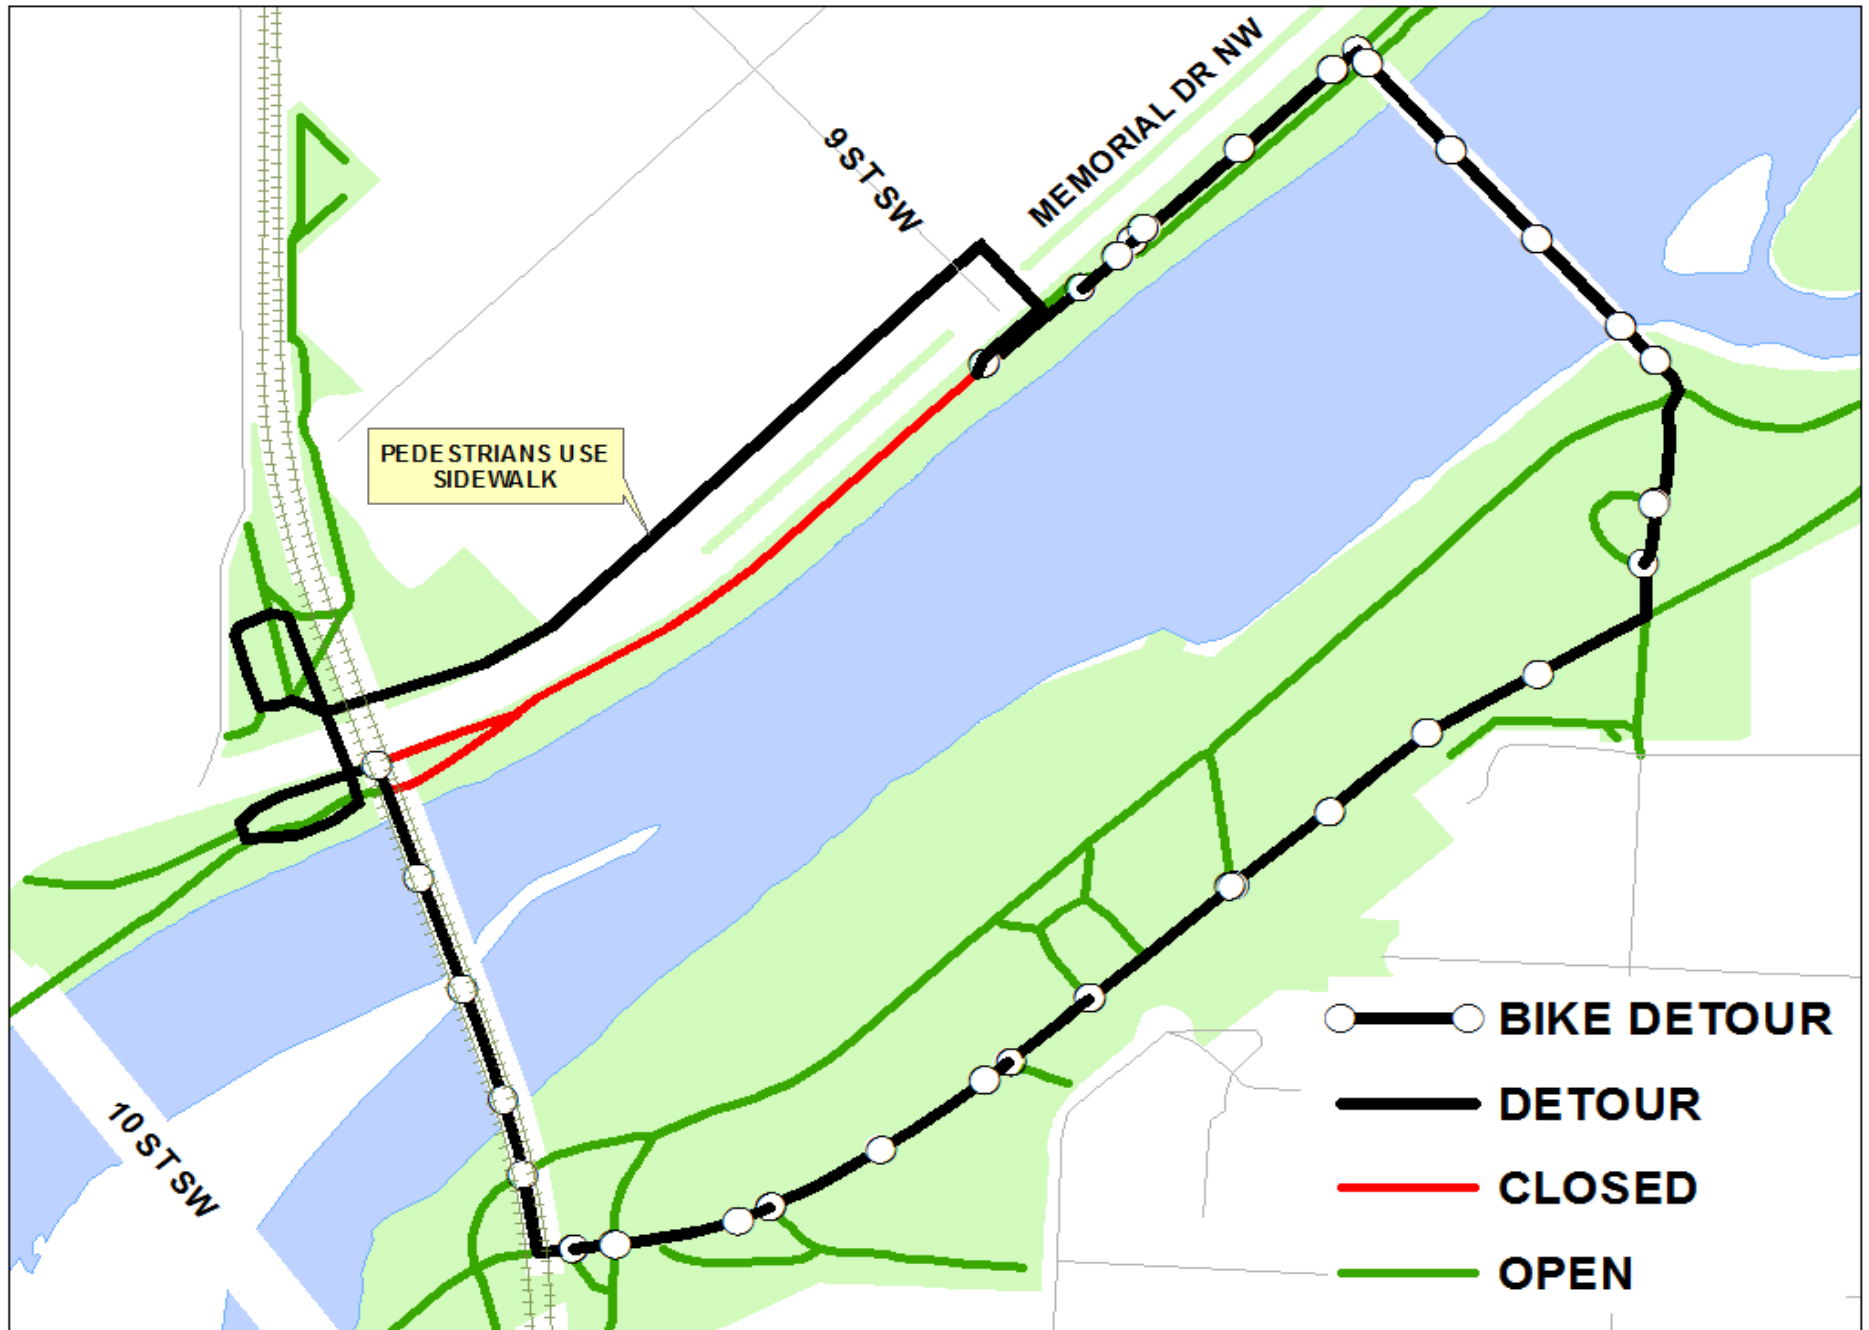 MEMORIAL DR NW
9 ST SW
PEDESTRIANS USE
SIDEWALK
10 ST SW
BIKE DETOUR
DETOUR
CLOSED
OPEN